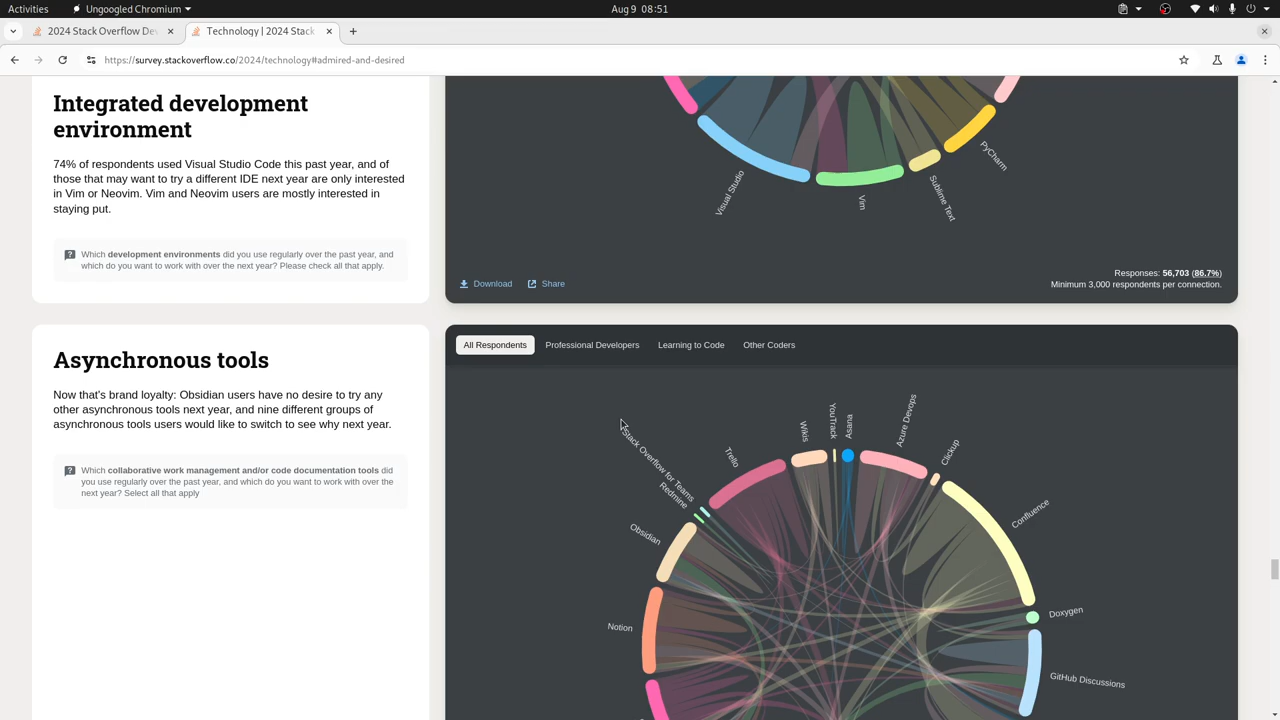 Activities
Ungoogled Chromium
Aug 9 08:51
2024 Stack Overflow Dev
Technology | 2024 Stack
https://survey.stackoverflow.co/2024/technology#admired-and-desired
Integrated development
environment
74% of respondents used Visual Studio Code this past year, and of
those that may want to try a different IDE next year are only interested
in Vim or Neovim. Vim and Neovim users are mostly interested in
staying put.
Which development environments did you use regularly over the past year, and
which do you want to work with over the next year? Please check all that apply.
Visual Studio
Vim
Sublime Text
PyCharm
Download
Share
Responses: 56,703 (86.7%)
Minimum 3,000 respondents per connection.
Asynchronous tools
Now that's brand loyalty: Obsidian users have no desire to try any
other asynchronous tools next year, and nine different groups of
asynchronous tools users would like to switch to see why next year.
Which collaborative work management and/or code documentation tools did
you use regularly over the past year, and which do you want to work with over the
next year? Select all that apply
All Respondents
Professional Developers
Learning to Code
Other Coders
Notion
Obsidian
Redmine
Stack Overflow for Teams
Trello
Wikis
YouTrack
Asana
Azure Devops
Clickup
Confluence
Doxygen
GitHub Discussions